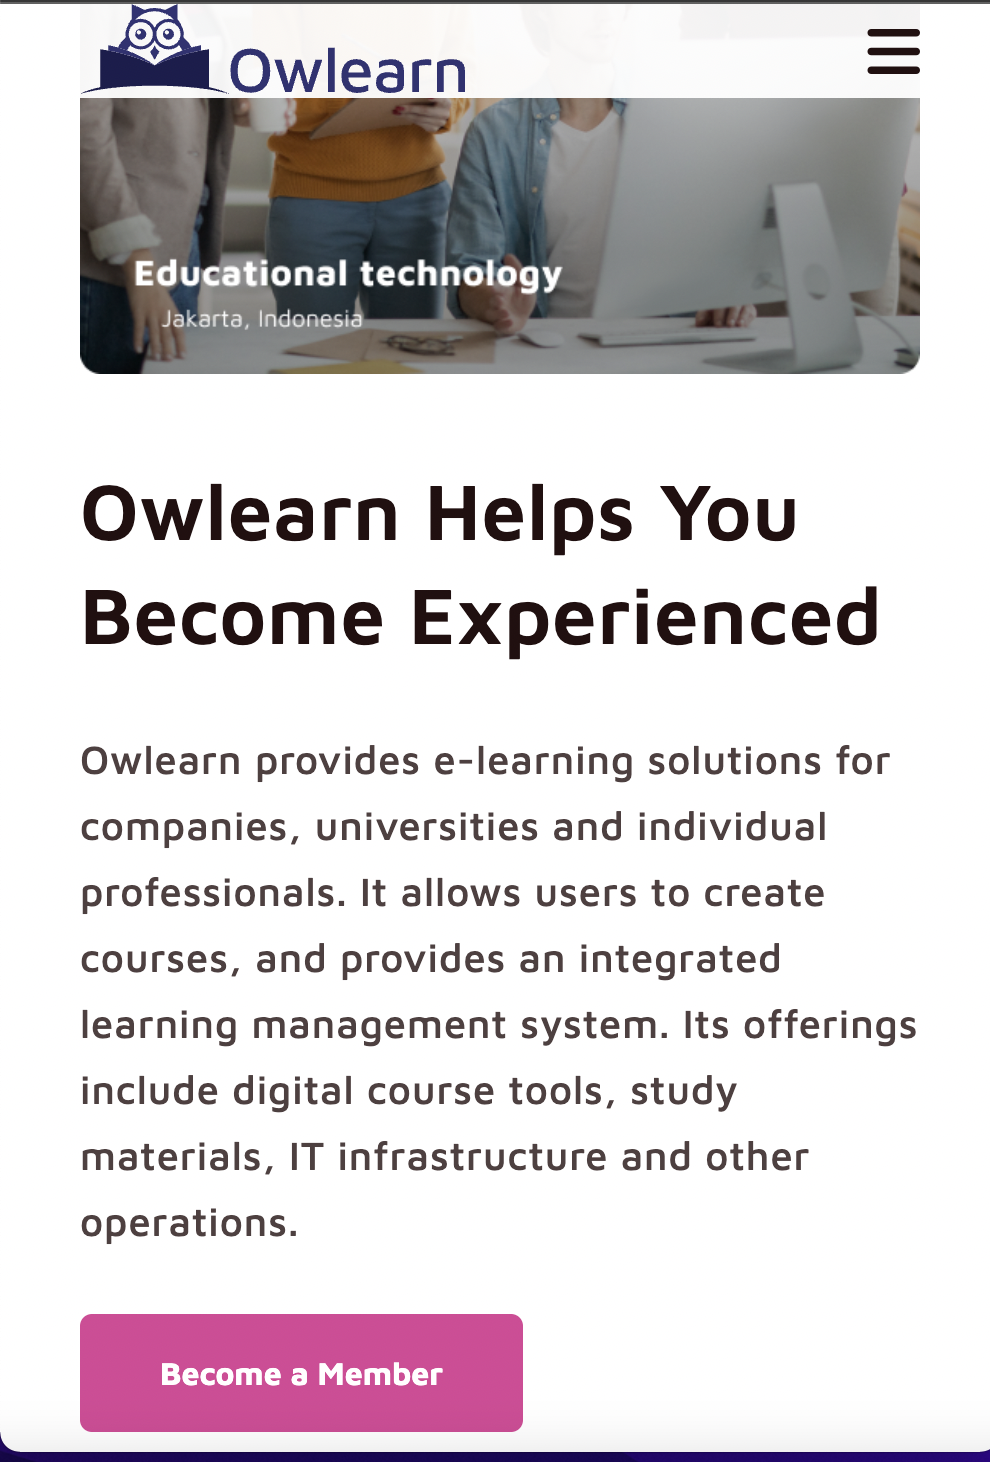 Owlearn
Educational technology
Jakarta, Indonesia
Owlearn Helps You
Become Experienced
Owlearn provides e-learning solutions for
companies, universities and individual
professionals. It allows users to create
courses, and provides an integrated
learning management system. Its offerings
include digital course tools, study
materials, IT infrastructure and other
operations.
Become a Member